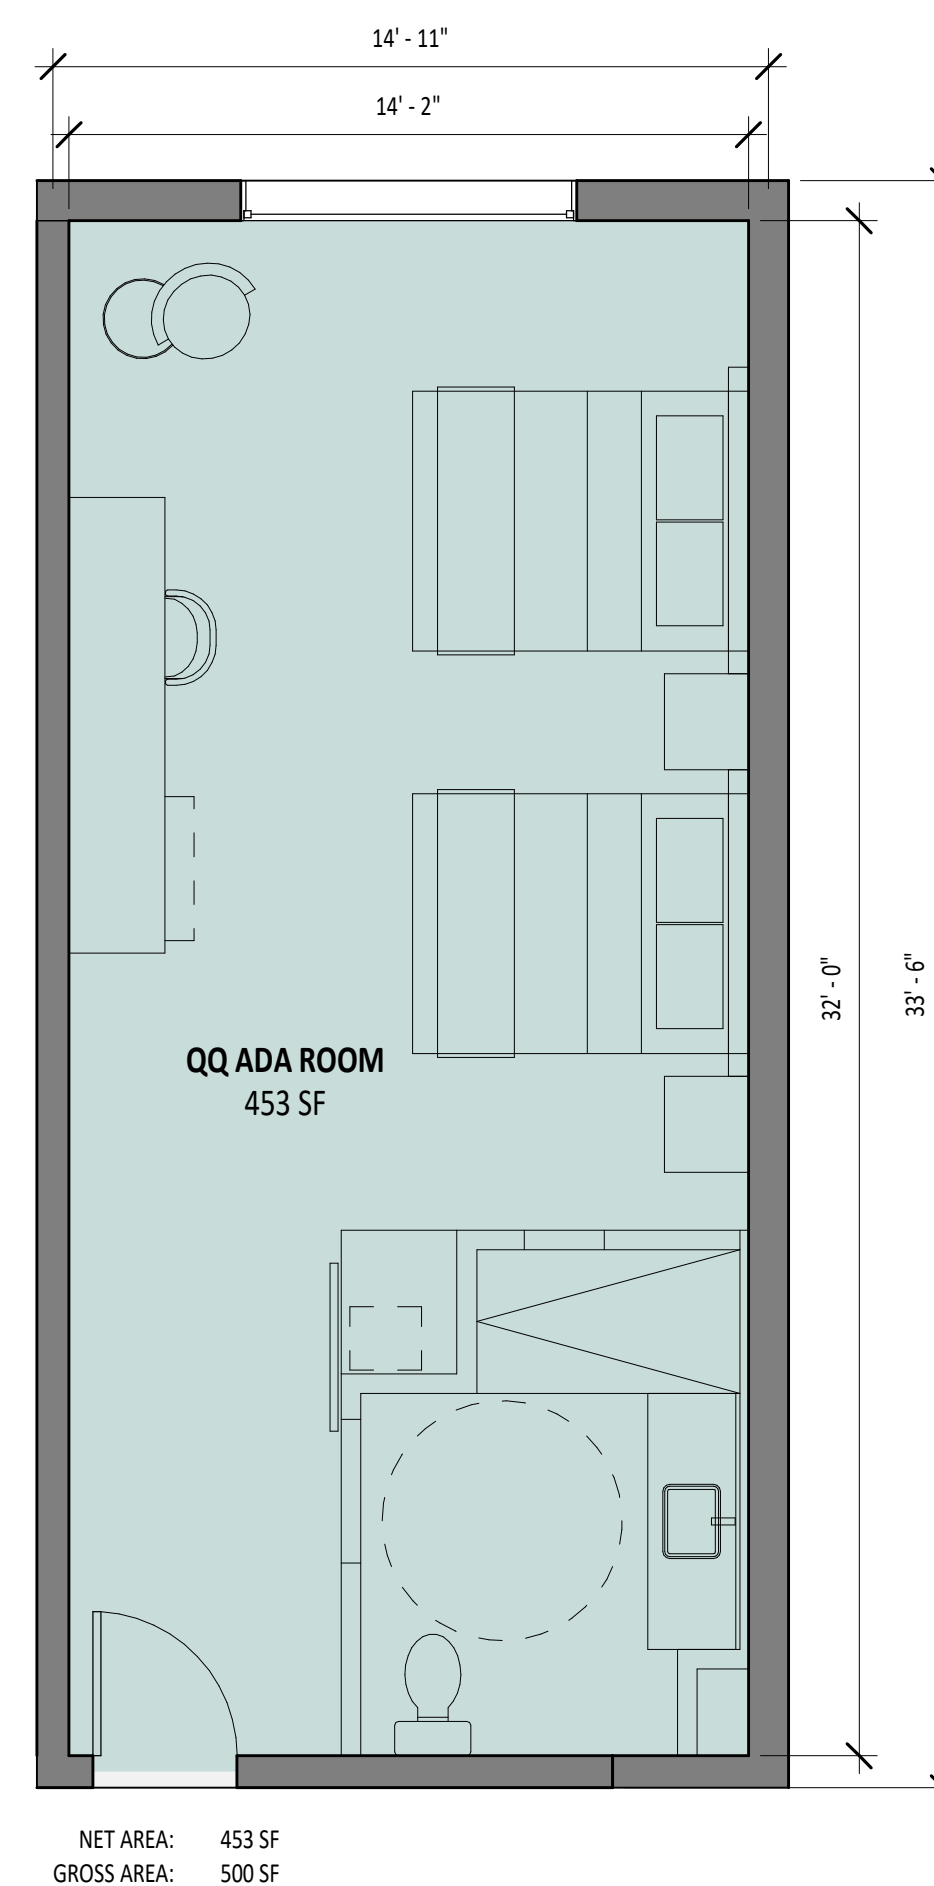 14' - 11"
14' - 2"
32' - 0"
33' - 6"
QQ ADA ROOM
453 SF
NET AREA: 453 SF
GROSS AREA: 500 SF